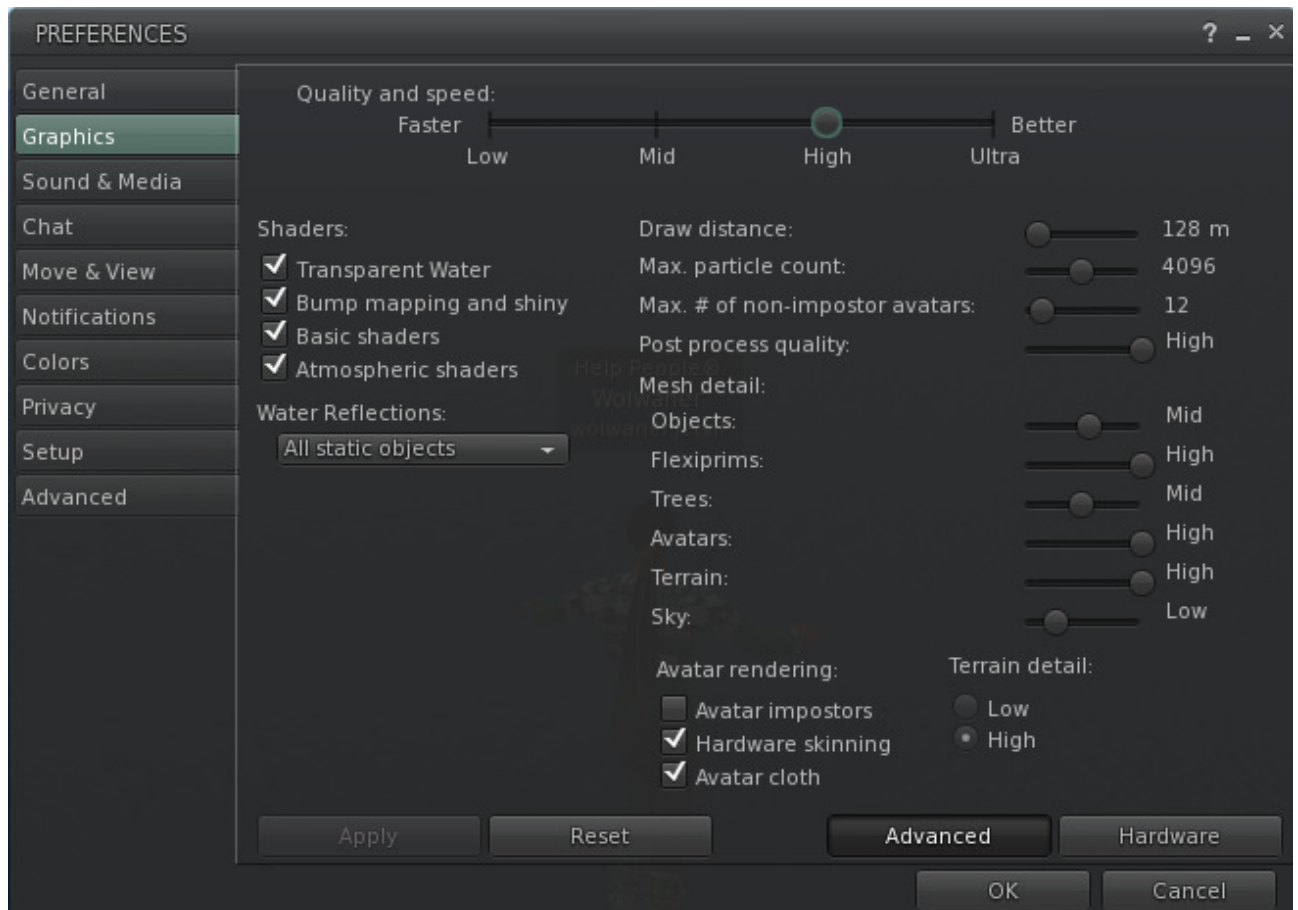 PREFERENCES ? _ ×
General
Graphics
Sound & Media
Chat
Move & View
Notifications
Colors
Privacy
Setup
Advanced
Quality and speed:
Faster Better
Low Mid High Ultra
Shaders:
Transparent Water
Bump mapping and shiny
Basic shaders
Atmospheric shaders
Water Reflections:
All static objects
Draw distance: 128 m
Max. particle count: 4096
Max. # of non-impostor avatars: 12
Post process quality: High
Help People®
Wolwaner
Mesh detail:
Objects: Mid
Flexiprims: High
Trees: Mid
Avatars: High
Terrain: High
Sky: Low
Avatar rendering:
Avatar impostors
Hardware skinning
Avatar cloth
Terrain detail:
Low
High
Apply Reset Advanced Hardware
OK Cancel